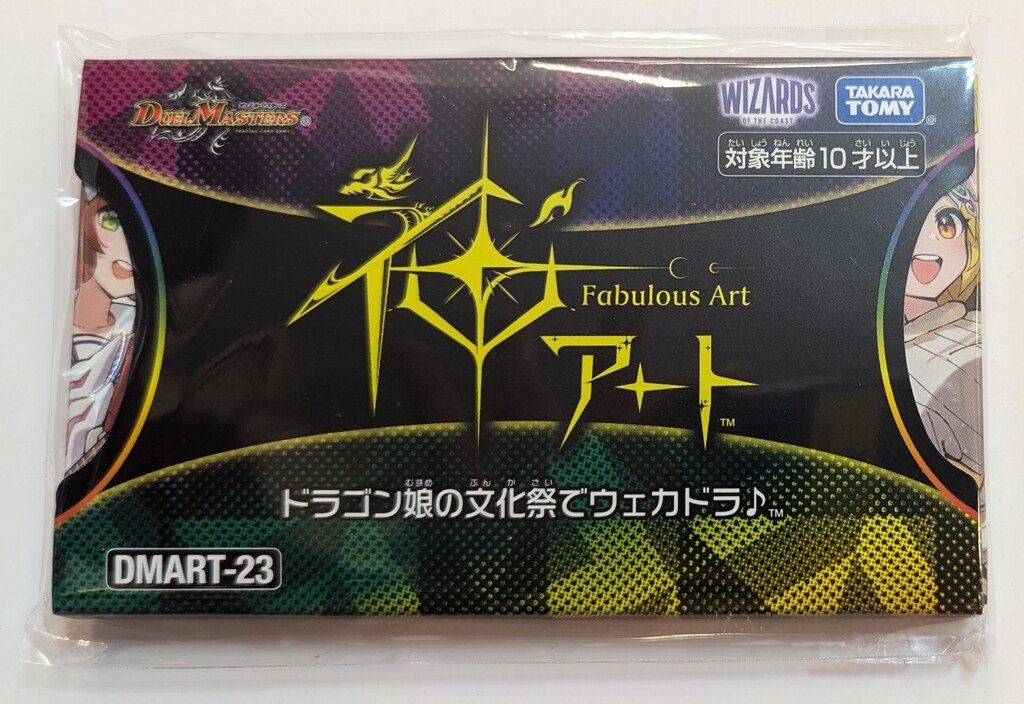 DUEL MASTERS
TRADING CARD GAME
WIZARDS
OF THE COAST
TAKARA
TOMY
たいしょうねんれい さい いじょう
対象年齢10才以上
神
Fabulous Art
アート
TM
むすめ ぶんかさい
ドラゴン娘の文化祭でウェカドラ♪TM
DMART-23